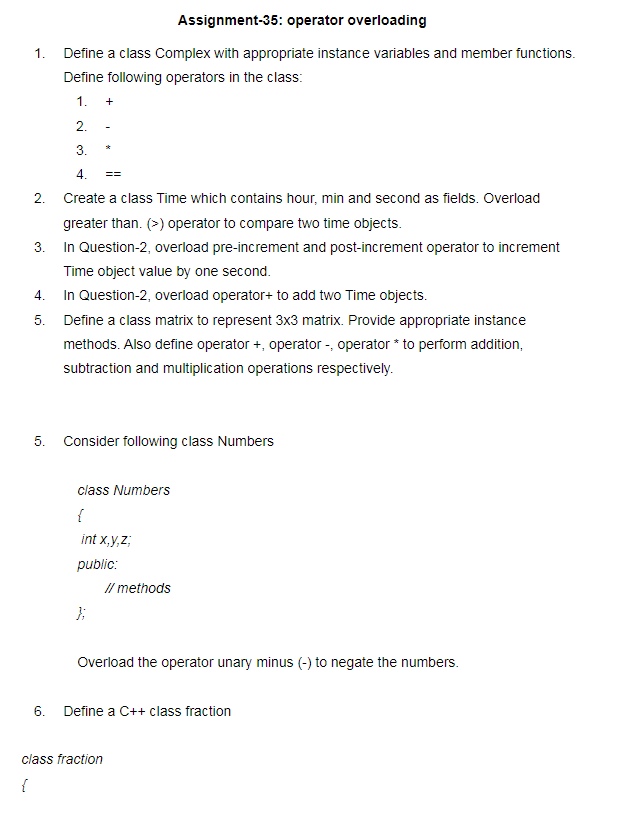 Assignment-35: operator overloading
1. Define a class Complex with appropriate instance variables and member functions.
Define following operators in the class:
1. +
2. -
3. *
4. ==
2. Create a class Time which contains hour, min and second as fields. Overload
greater than. (>) operator to compare two time objects.
3. In Question-2, overload pre-increment and post-increment operator to increment
Time object value by one second.
4. In Question-2, overload operator+ to add two Time objects.
5. Define a class matrix to represent 3x3 matrix. Provide appropriate instance
methods. Also define operator +, operator -, operator * to perform addition,
subtraction and multiplication operations respectively.
5. Consider following class Numbers
class Numbers
{
int x,y,z;
public:
// methods
};
Overload the operator unary minus (-) to negate the numbers.
6. Define a C++ class fraction
class fraction
{